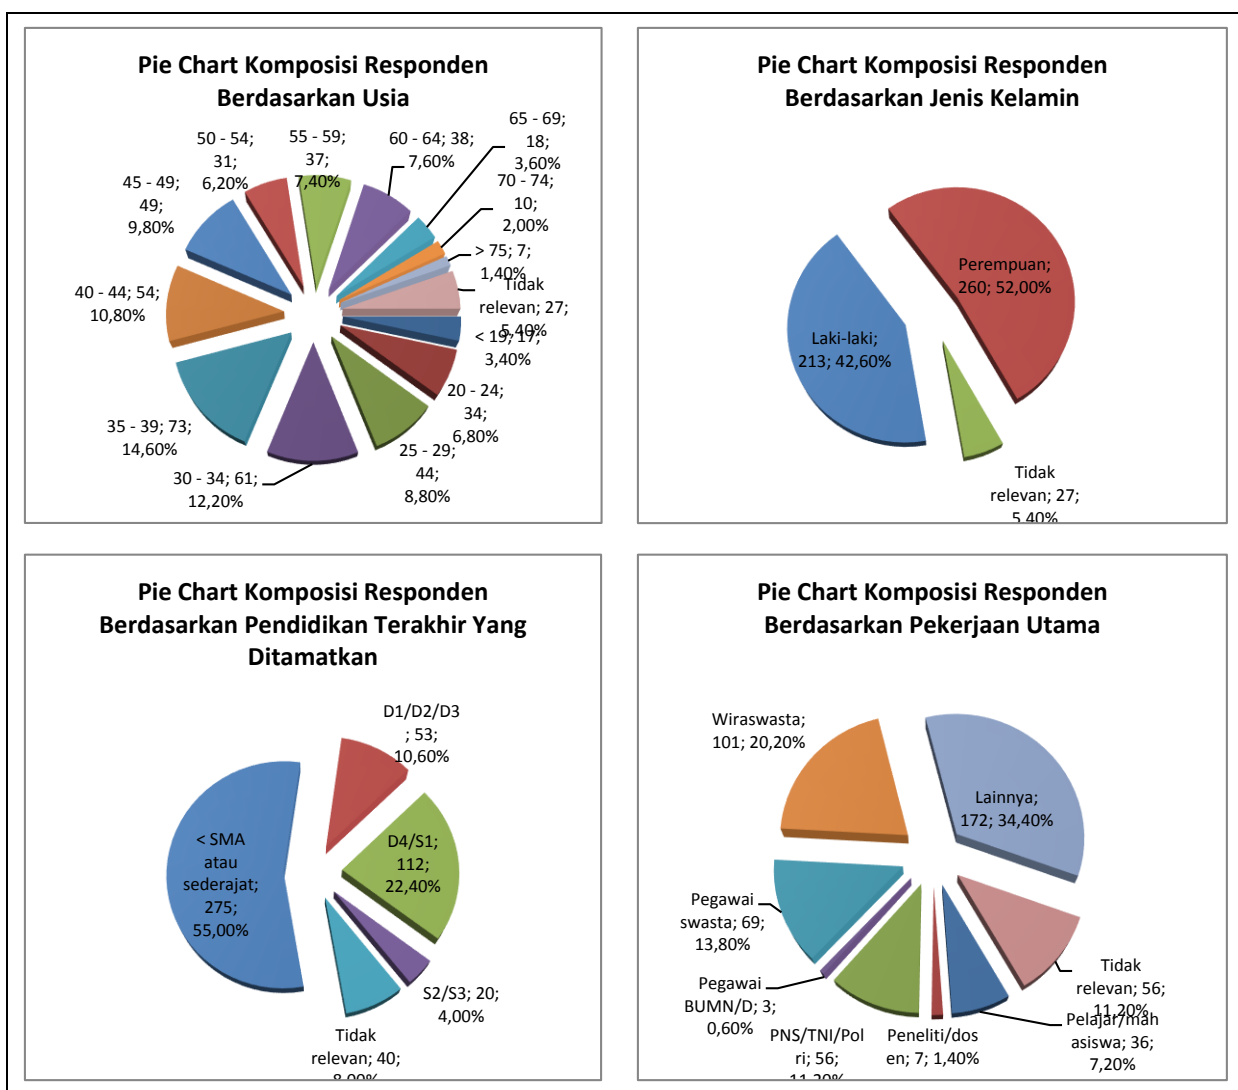 Pie Chart Komposisi Responden
Berdasarkan Usia
50 - 54;
31;
6,20%
55 - 59;
37;
7,40%
60 - 64; 38;
7,60%
65 - 69;
18;
3,60%
70 - 74;
10;
2,00%
> 75; 7;
1,40%
Tidak
relevan; 27;
5,40%
< 19; 17;
3,40%
20 - 24;
34;
6,80%
25 - 29;
44;
8,80%
30 - 34; 61;
12,20%
35 - 39; 73;
14,60%
40 - 44; 54;
10,80%
45 - 49;
49;
9,80%
Pie Chart Komposisi Responden
Berdasarkan Jenis Kelamin
Perempuan;
260; 52,00%
Laki-laki;
213; 42,60%
Tidak
relevan; 27;
5,40%
Pie Chart Komposisi Responden
Berdasarkan Pendidikan Terakhir Yang
Ditamatkan
D1/D2/D3
; 53;
10,60%
< SMA
atau
sederajat;
275;
55,00%
D4/S1;
112;
22,40%
S2/S3; 20;
4,00%
Tidak
relevan; 40;
8,00%
Pie Chart Komposisi Responden
Berdasarkan Pekerjaan Utama
Wiraswasta;
101; 20,20%
Lainnya;
172; 34,40%
Pegawai
swasta; 69;
13,80%
Pegawai
BUMN/D; 3;
0,60%
PNS/TNI/Pol
ri; 56;
11,20%
Peneliti/dos
en; 7; 1,40%
Tidak
relevan; 56;
11,20%
Pelajar/mah
asiswa; 36;
7,20%